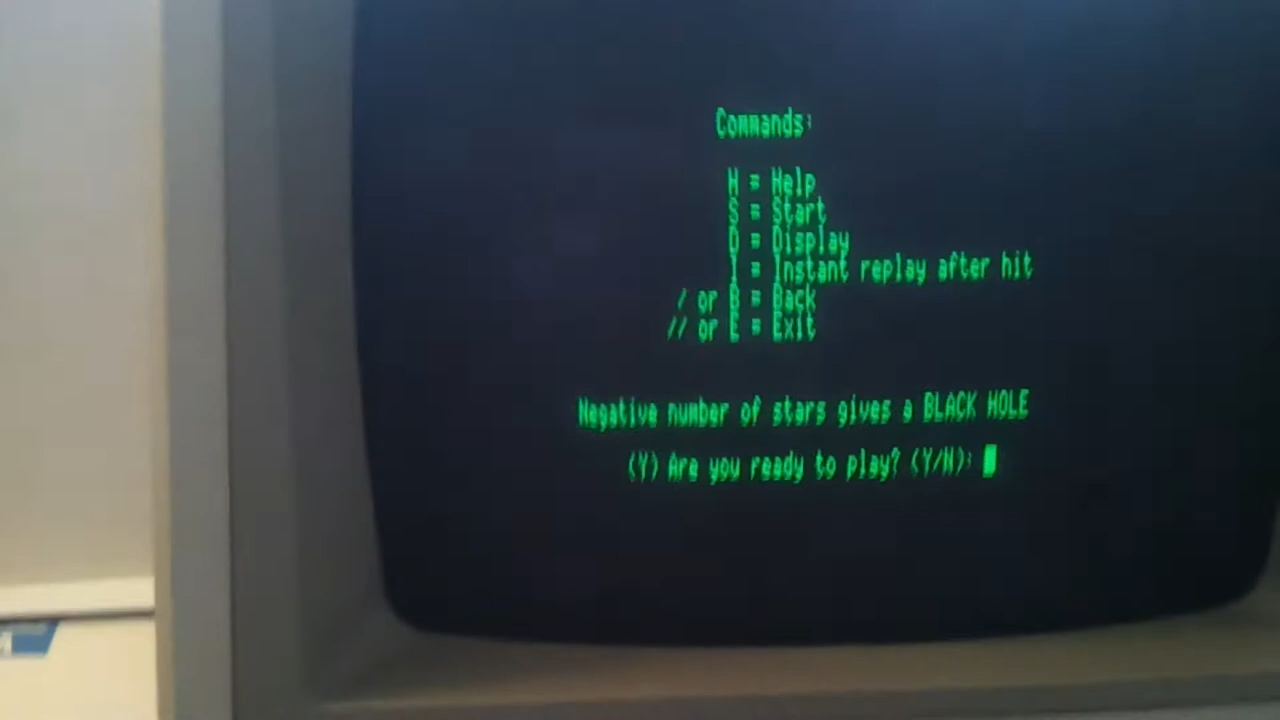 Commands:
H = Help
S = Start
D = Display
I = Instant replay after hit
/ or B = Back
// or E = Exit
Negative number of stars gives a BLACK HOLE
(Y) Are you ready to play? (Y/N):